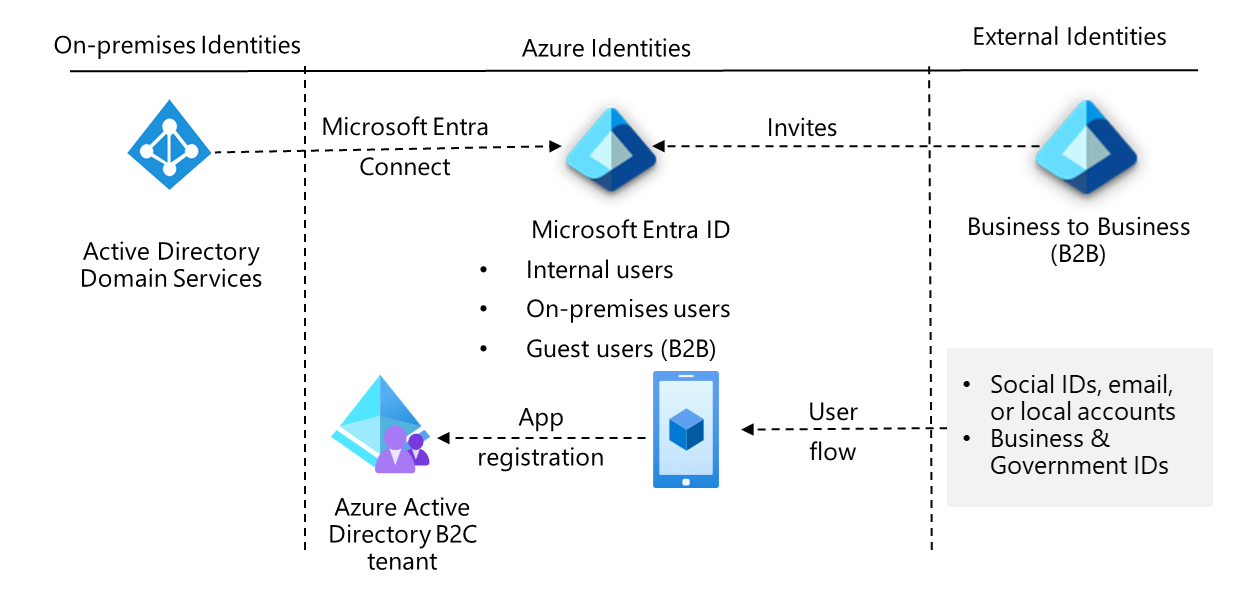 On-premises Identities
Azure Identities
External Identities
Microsoft Entra
Connect
Invites
Active Directory
Domain Services
Microsoft Entra ID
• Internal users
• On-premises users
• Guest users (B2B)
Business to Business
(B2B)
App
registration
User
flow
• Social IDs, email,
or local accounts
• Business &
Government IDs
Azure Active
Directory B2C
tenant